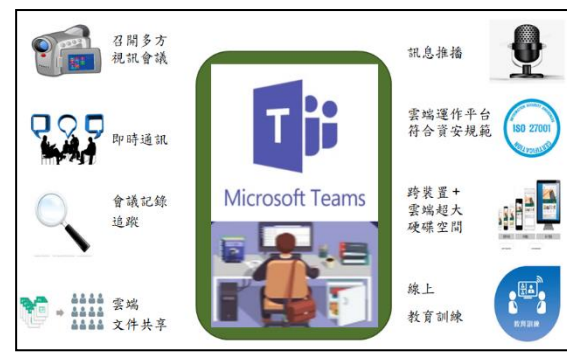 召開多方
視訊會議
即時通訊
會議記錄
追蹤
雲端
文件共享
Microsoft Teams
訊息推播
雲端運作平台
符合資安規範
ISO 27001
CERTIFICATION
跨裝置+
雲端超大
硬碟空間
線上
教育訓練
教育訓練